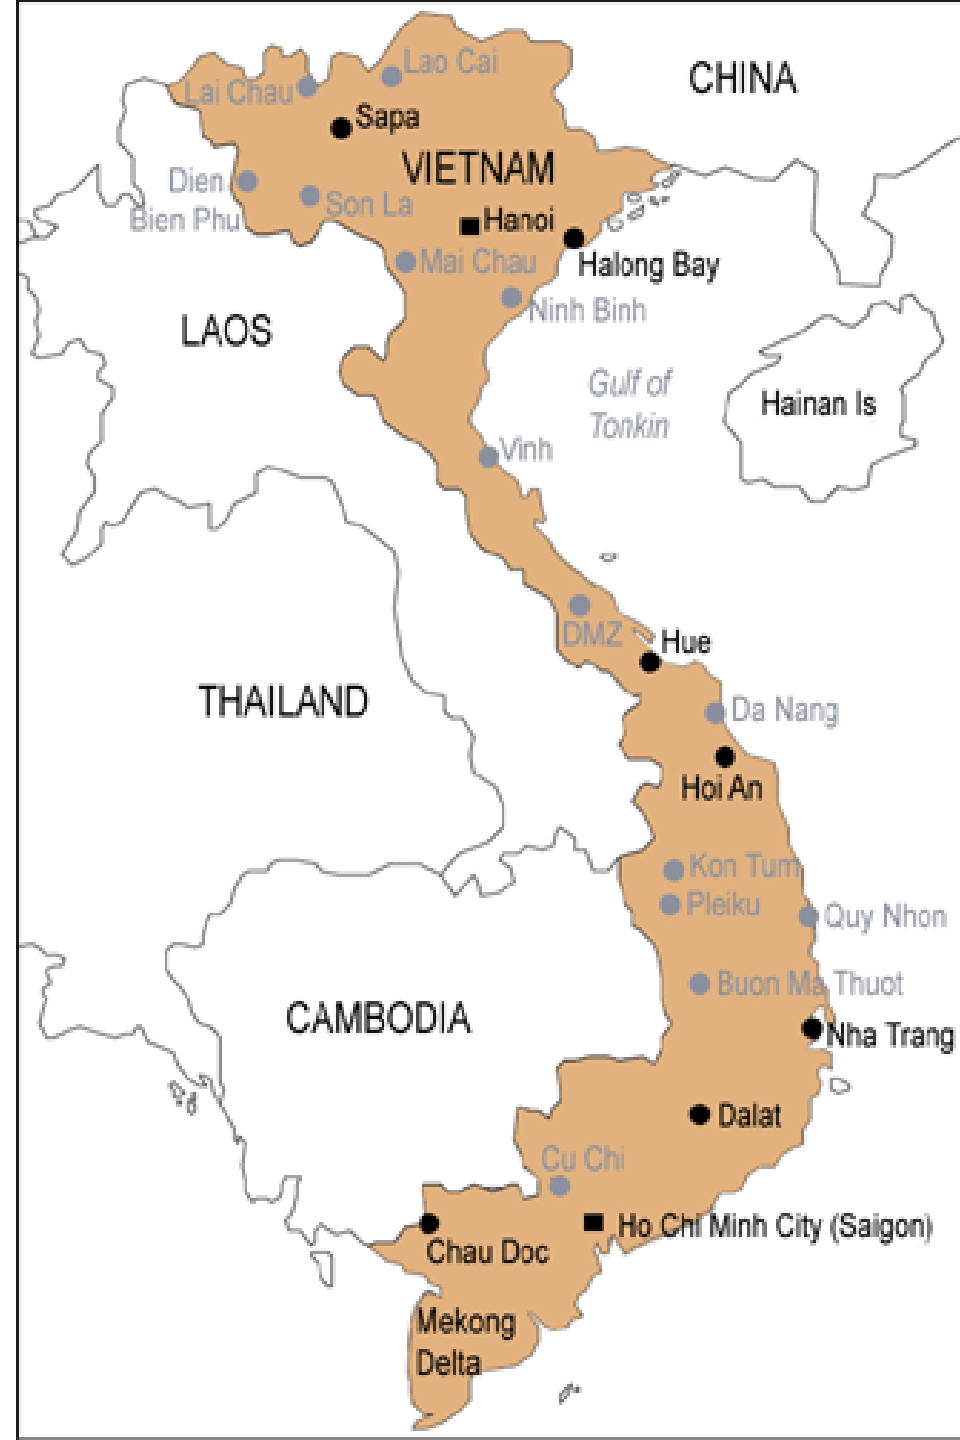 Lao Cai
CHINA
Lai Chau
Sapa
VIETNAM
Dien
Bien Phu
Son La
Hanoi
Mai Chau
Halong Bay
Ninh Binh
LAOS
Gulf of
Tonkin
Hainan Is
Vinh
DMZ
Hue
THAILAND
Da Nang
Hoi An
Kon Tum
Pleiku
Quy Nhon
Buon Ma Thuot
CAMBODIA
Nha Trang
Dalat
Cu Chi
Ho Chi Minh City (Saigon)
Chau Doc
Mekong
Delta